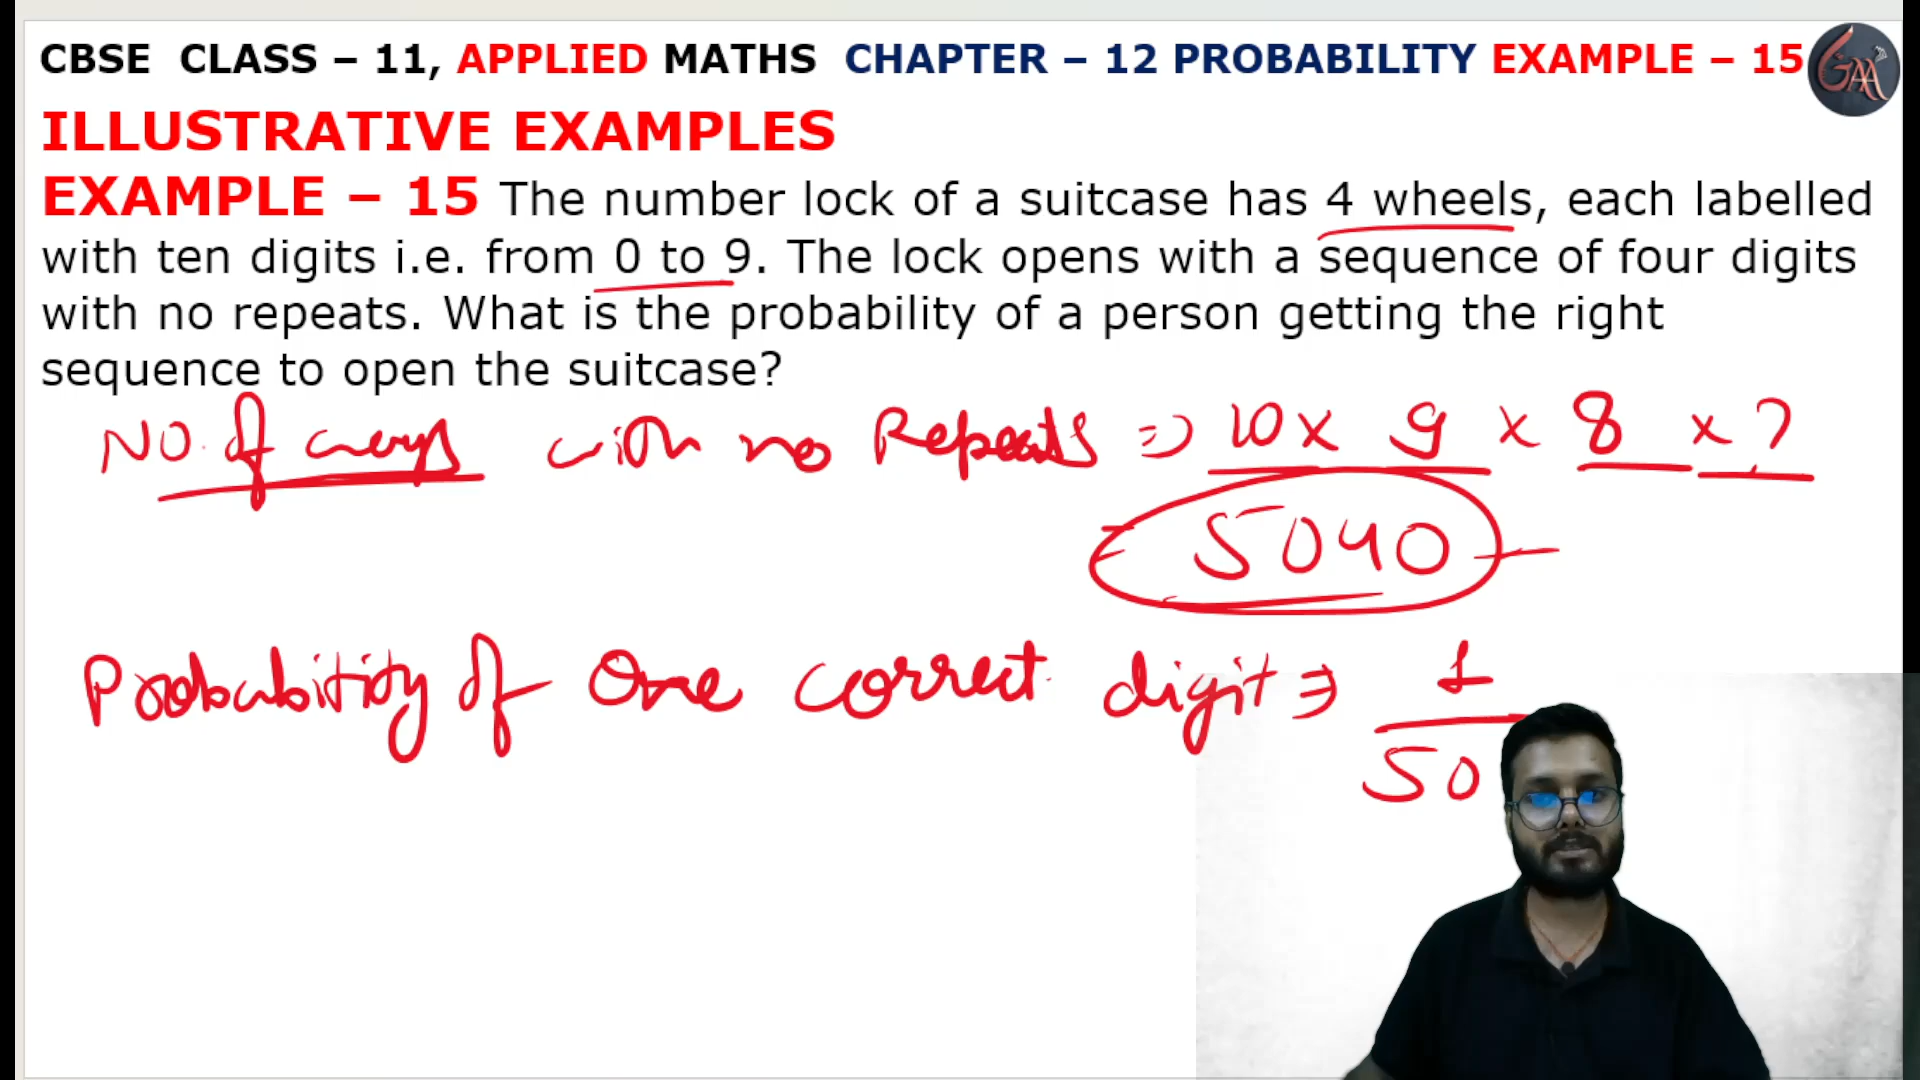 CBSE CLASS – 11, APPLIED MATHS CHAPTER – 12 PROBABILITY EXAMPLE – 15
GAA
ILLUSTRATIVE EXAMPLES
EXAMPLE – 15 The number lock of a suitcase has 4 wheels, each labelled
with ten digits i.e. from 0 to 9. The lock opens with a sequence of four digits
with no repeats. What is the probability of a person getting the right
sequence to open the suitcase?
No. of ways with no Repeats ⇒ 10 x 9 x 8 x 7
= 5040
Probability of one correct digit ⇒ 1
50